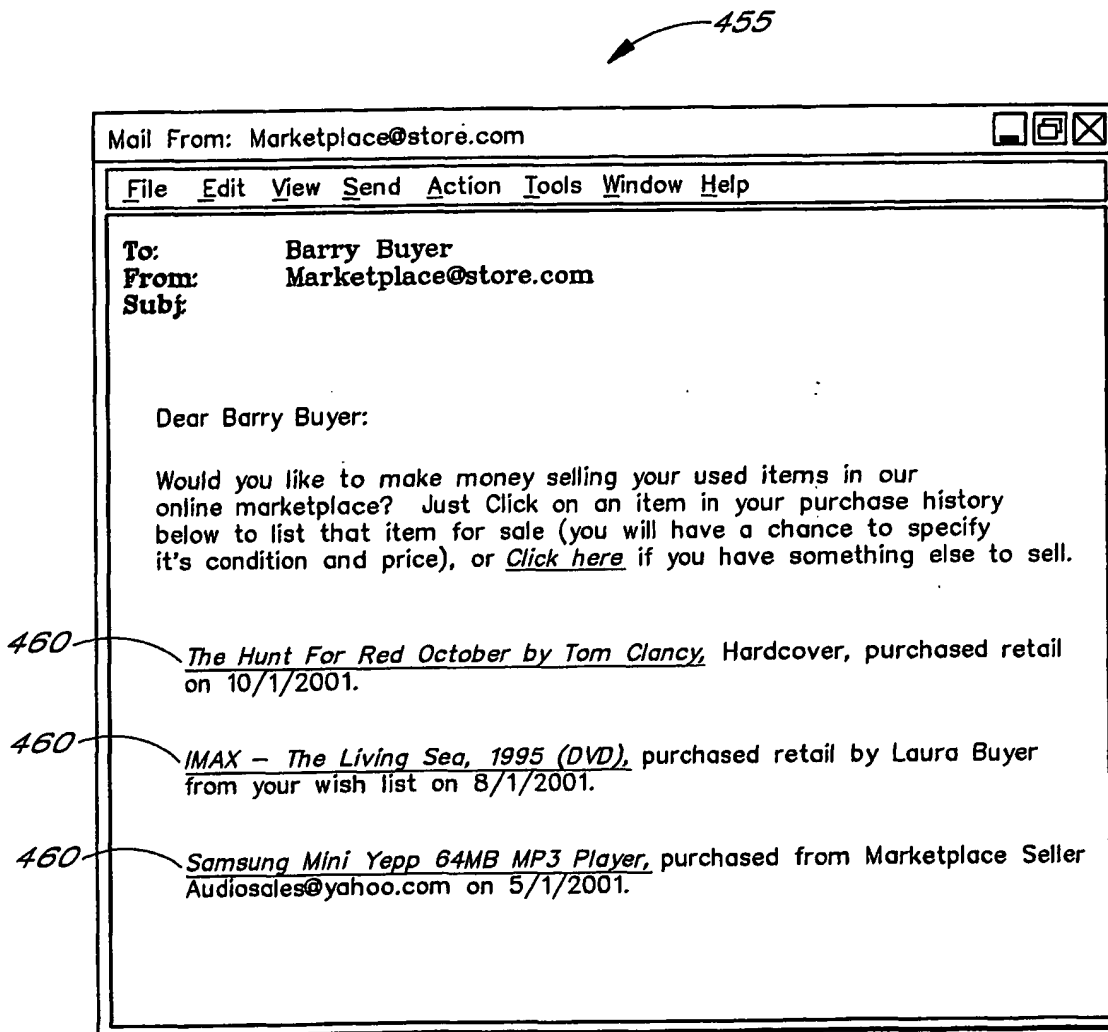 455
Mail From: Marketplace@store.com
File Edit View Send Action Tools Window Help
To: Barry Buyer
From: Marketplace@store.com
Subj:
Dear Barry Buyer:
Would you like to make money selling your used items in our
online marketplace? Just Click on an item in your purchase history
below to list that item for sale (you will have a chance to specify
it's condition and price), or Click here if you have something else to sell.
460
The Hunt For Red October by Tom Clancy, Hardcover, purchased retail
on 10/1/2001.
460
IMAX – The Living Sea, 1995 (DVD), purchased retail by Laura Buyer
from your wish list on 8/1/2001.
460
Samsung Mini Yepp 64MB MP3 Player, purchased from Marketplace Seller
Audiosales@yahoo.com on 5/1/2001.